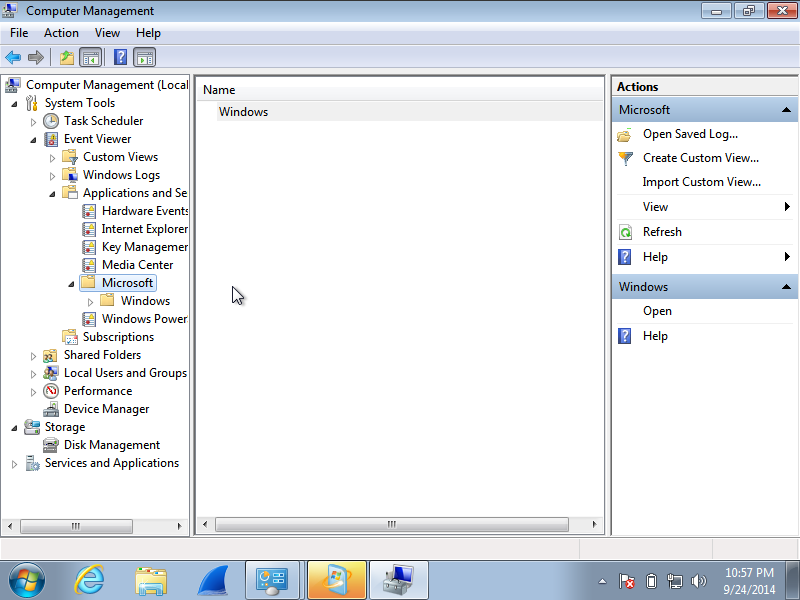 Computer Management
File Action View Help
Computer Management (Local
System Tools
Task Scheduler
Event Viewer
Custom Views
Windows Logs
Applications and Se
Hardware Events
Internet Explorer
Key Managemer
Media Center
Microsoft
Windows
Windows Power
Subscriptions
Shared Folders
Local Users and Groups
Performance
Device Manager
Storage
Disk Management
Services and Applications
Name
Windows
Actions
Microsoft
Open Saved Log...
Create Custom View...
Import Custom View...
View
Refresh
Help
Windows
Open
Help
10:57 PM
9/24/2014